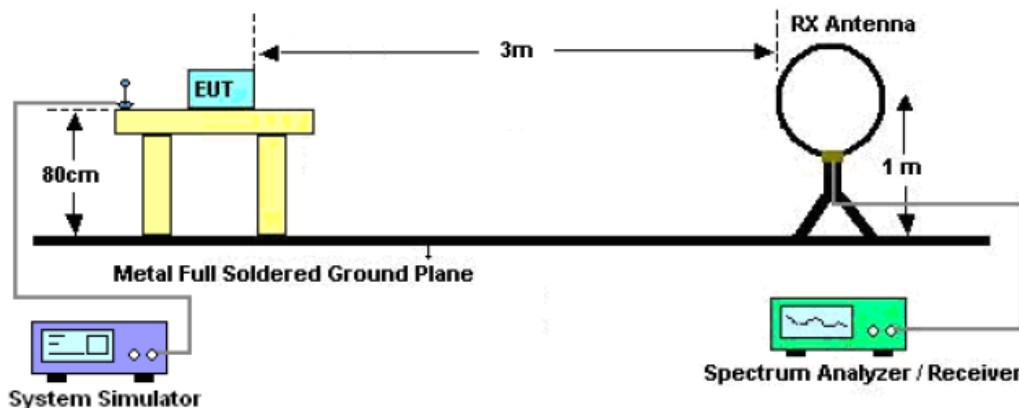 RX Antenna
3m
EUT
80cm
1 m
Metal Full Soldered Ground Plane
System Simulator
Spectrum Analyzer / Receiver